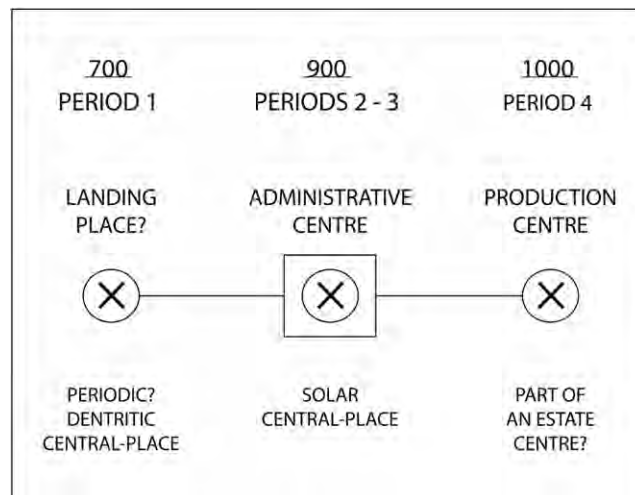 700
PERIOD 1
900
PERIODS 2 - 3
1000
PERIOD 4
LANDING
PLACE?
ADMINISTRATIVE
CENTRE
PRODUCTION
CENTRE
PERIODIC?
DENTRITIC
CENTRAL-PLACE
SOLAR
CENTRAL-PLACE
PART OF
AN ESTATE
CENTRE?